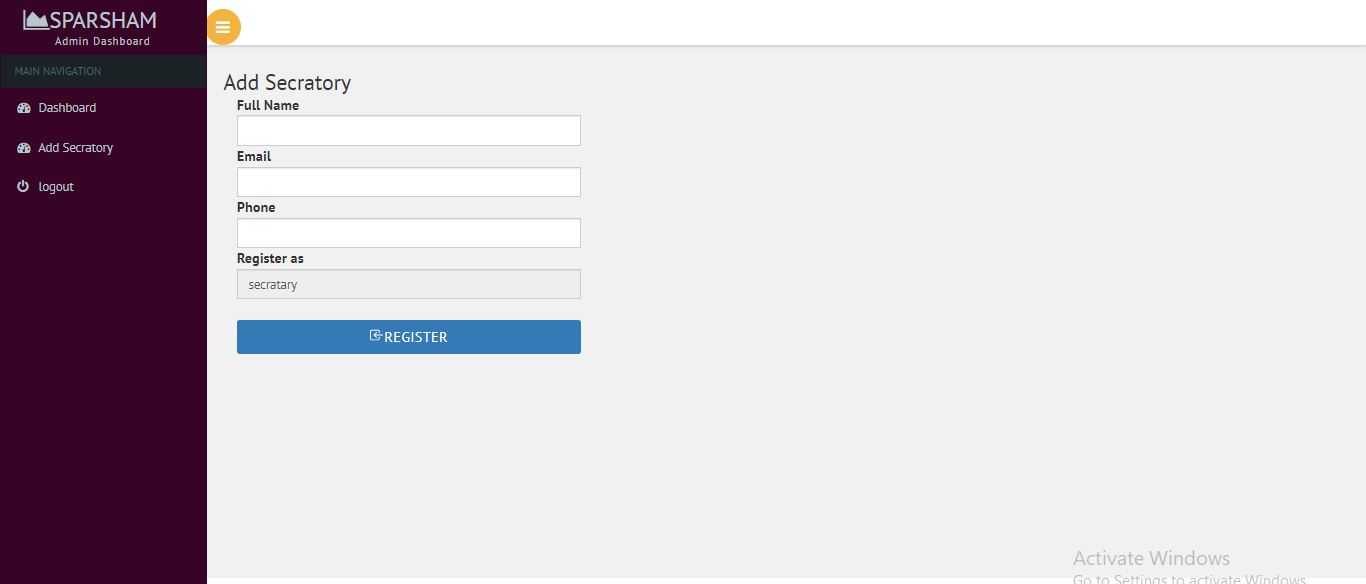 SPARSHAM
Admin Dashboard
MAIN NAVIGATION
Dashboard
Add Secratory
logout
Add Secratory
Full Name
Email
Phone
Register as
secratary
REGISTER
Activate Windows
Go to Settings to activate Windows.